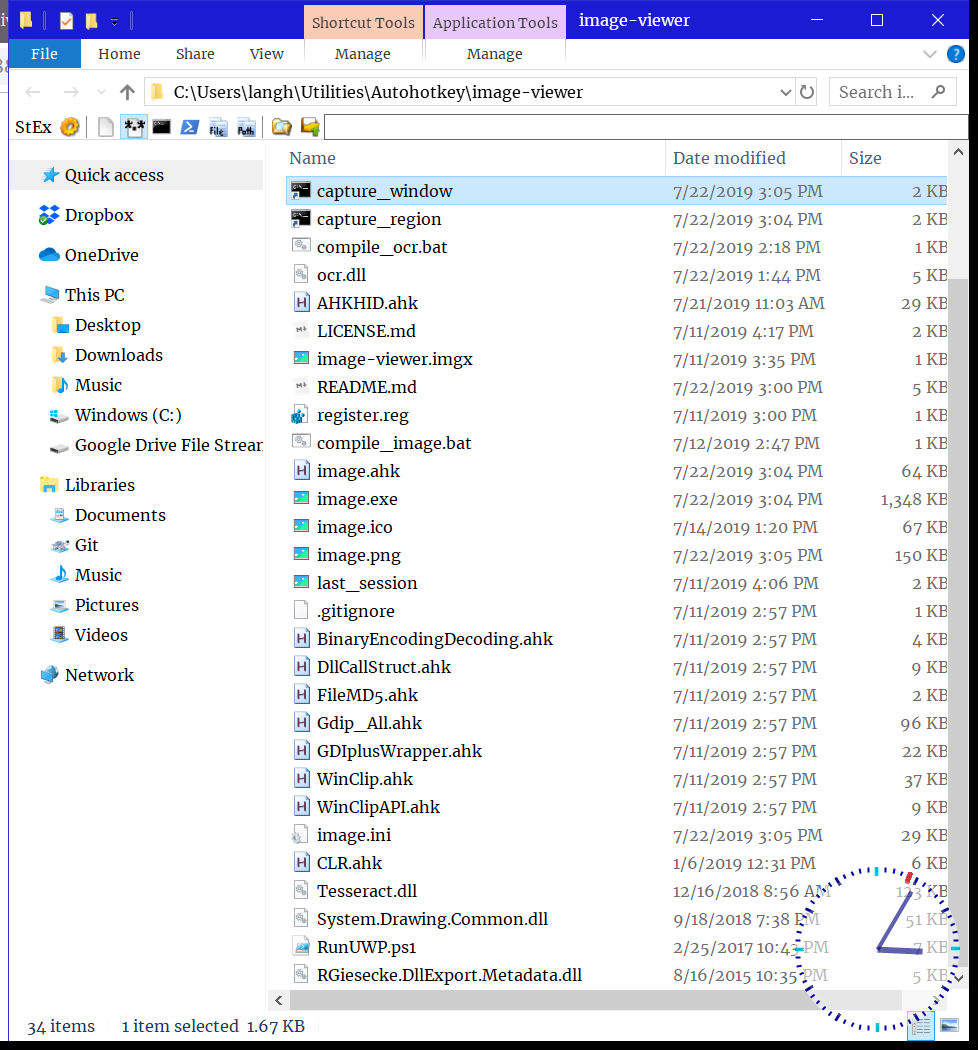 Shortcut Tools Application Tools image-viewer
File Home Share View Manage Manage
C:\Users\langh\Utilities\Autohotkey\image-viewer Search i...
StEx
Name Date modified Size
Quick access
Dropbox
OneDrive
This PC
Desktop
Downloads
Music
Windows (C:)
Google Drive File Strear
Libraries
Documents
Git
Music
Pictures
Videos
Network
capture_window 7/22/2019 3:05 PM 2 KB
capture_region 7/22/2019 3:04 PM 2 KB
compile_ocr.bat 7/22/2019 2:18 PM 1 KB
ocr.dll 7/22/2019 1:44 PM 5 KB
AHKHID.ahk 7/21/2019 11:03 AM 29 KB
LICENSE.md 7/11/2019 4:17 PM 2 KB
image-viewer.imgx 7/11/2019 3:35 PM 1 KB
README.md 7/22/2019 3:00 PM 5 KB
register.reg 7/11/2019 3:00 PM 1 KB
compile_image.bat 7/12/2019 2:47 PM 1 KB
image.ahk 7/22/2019 3:04 PM 64 KB
image.exe 7/22/2019 3:04 PM 1,348 KB
image.ico 7/14/2019 1:20 PM 67 KB
image.png 7/22/2019 3:05 PM 150 KB
last_session 7/11/2019 4:06 PM 2 KB
.gitignore 7/11/2019 2:57 PM 1 KB
BinaryEncodingDecoding.ahk 7/11/2019 2:57 PM 4 KB
DllCallStruct.ahk 7/11/2019 2:57 PM 9 KB
FileMD5.ahk 7/11/2019 2:57 PM 2 KB
Gdip_All.ahk 7/11/2019 2:57 PM 96 KB
GDIplusWrapper.ahk 7/11/2019 2:57 PM 22 KB
WinClip.ahk 7/11/2019 2:57 PM 37 KB
WinClipAPI.ahk 7/11/2019 2:57 PM 9 KB
image.ini 7/22/2019 3:05 PM 29 KB
CLR.ahk 1/6/2019 12:31 PM 6 KB
Tesseract.dll 12/16/2018 8:56 AM 123 KB
System.Drawing.Common.dll 9/18/2018 7:38 PM 51 KB
RunUWP.ps1 2/25/2017 10:43 PM 7 KB
RGiesecke.DllExport.Metadata.dll 8/16/2015 10:35 PM 5 KB
34 items 1 item selected 1.67 KB